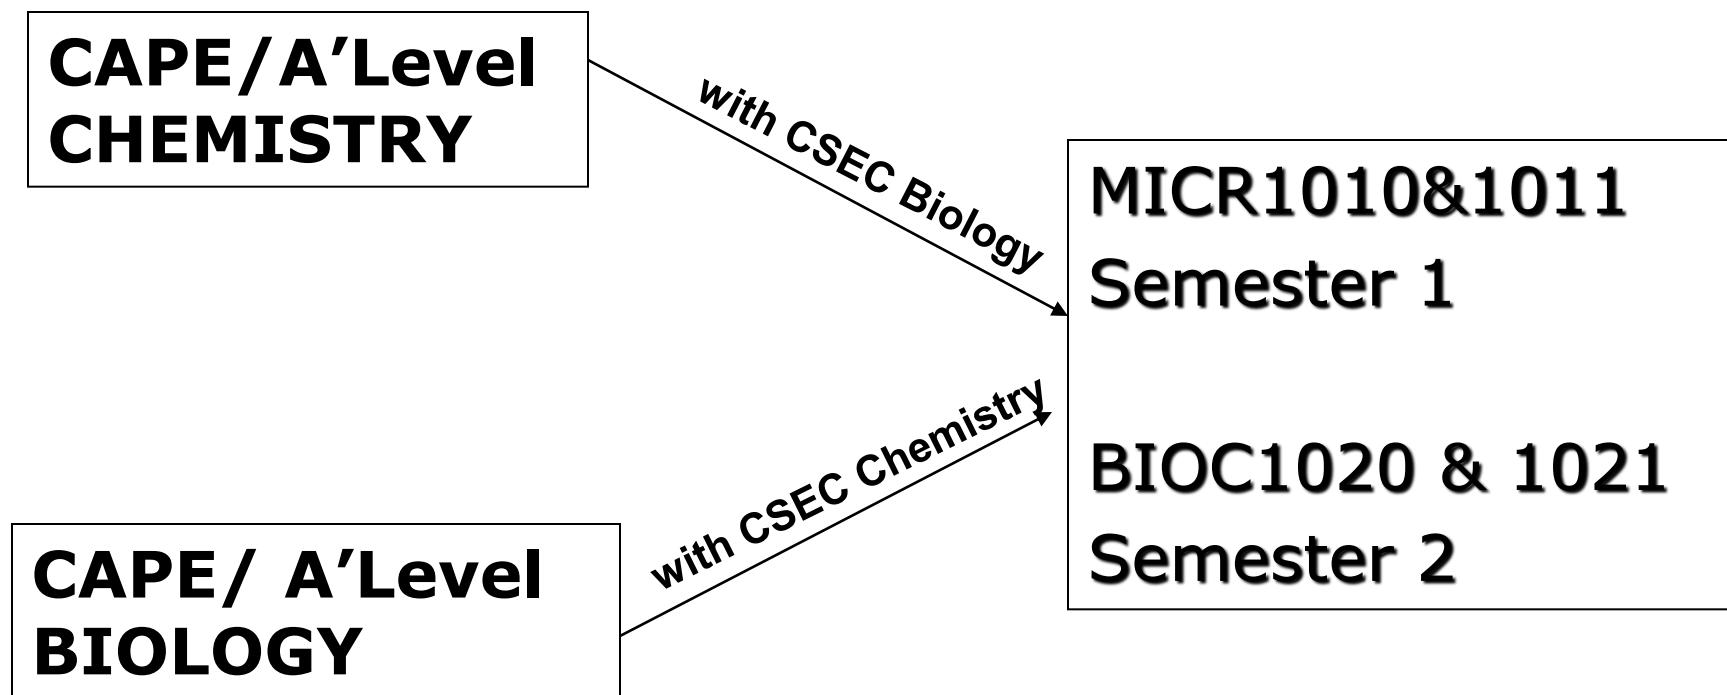 CAPE/A’Level
CHEMISTRY
with CSEC Biology
MICR1010&1011
Semester 1
BIOC1020 & 1021
Semester 2
with CSEC Chemistry
CAPE/ A’Level
BIOLOGY